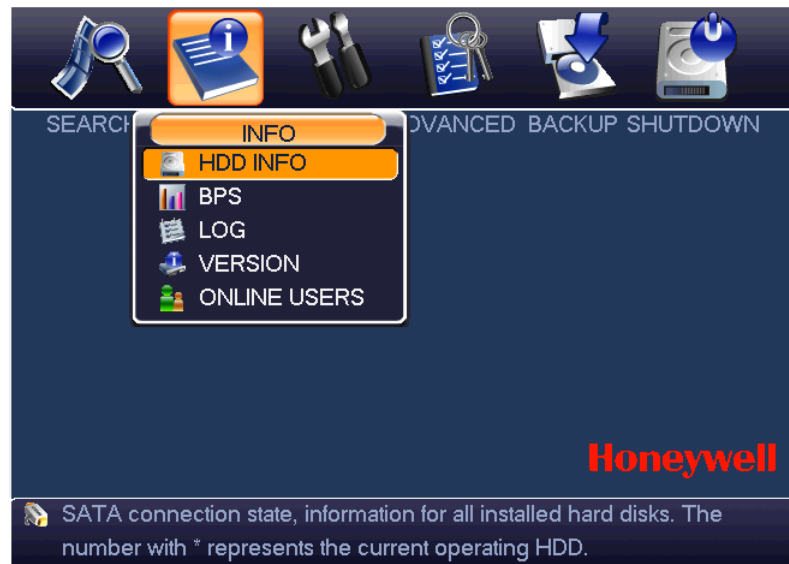 SEARCH
DVANCED BACKUP SHUTDOWN
INFO
HDD INFO
BPS
LOG
VERSION
ONLINE USERS
Honeywell
SATA connection state, information for all installed hard disks. The
number with * represents the current operating HDD.